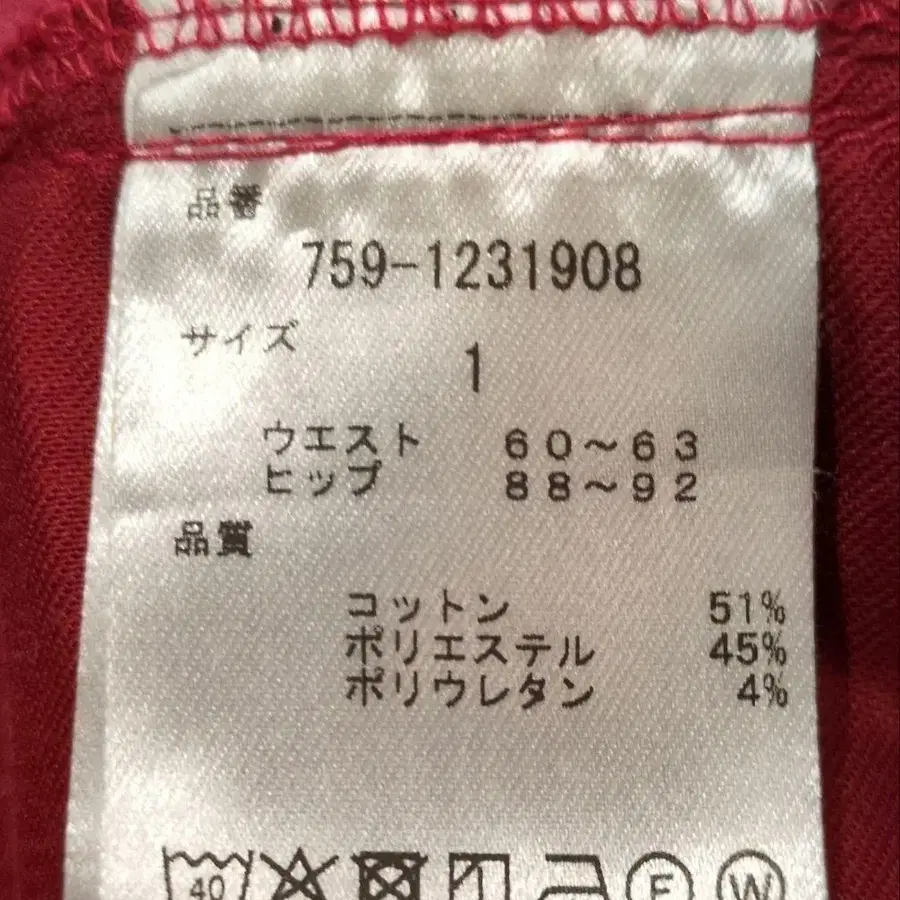 品番
759-1231908
サイズ
1
ウエスト 60～63
ヒップ 88～92
品質
コットン 51%
ポリエステル 45%
ポリウレタン 4%
40 F W